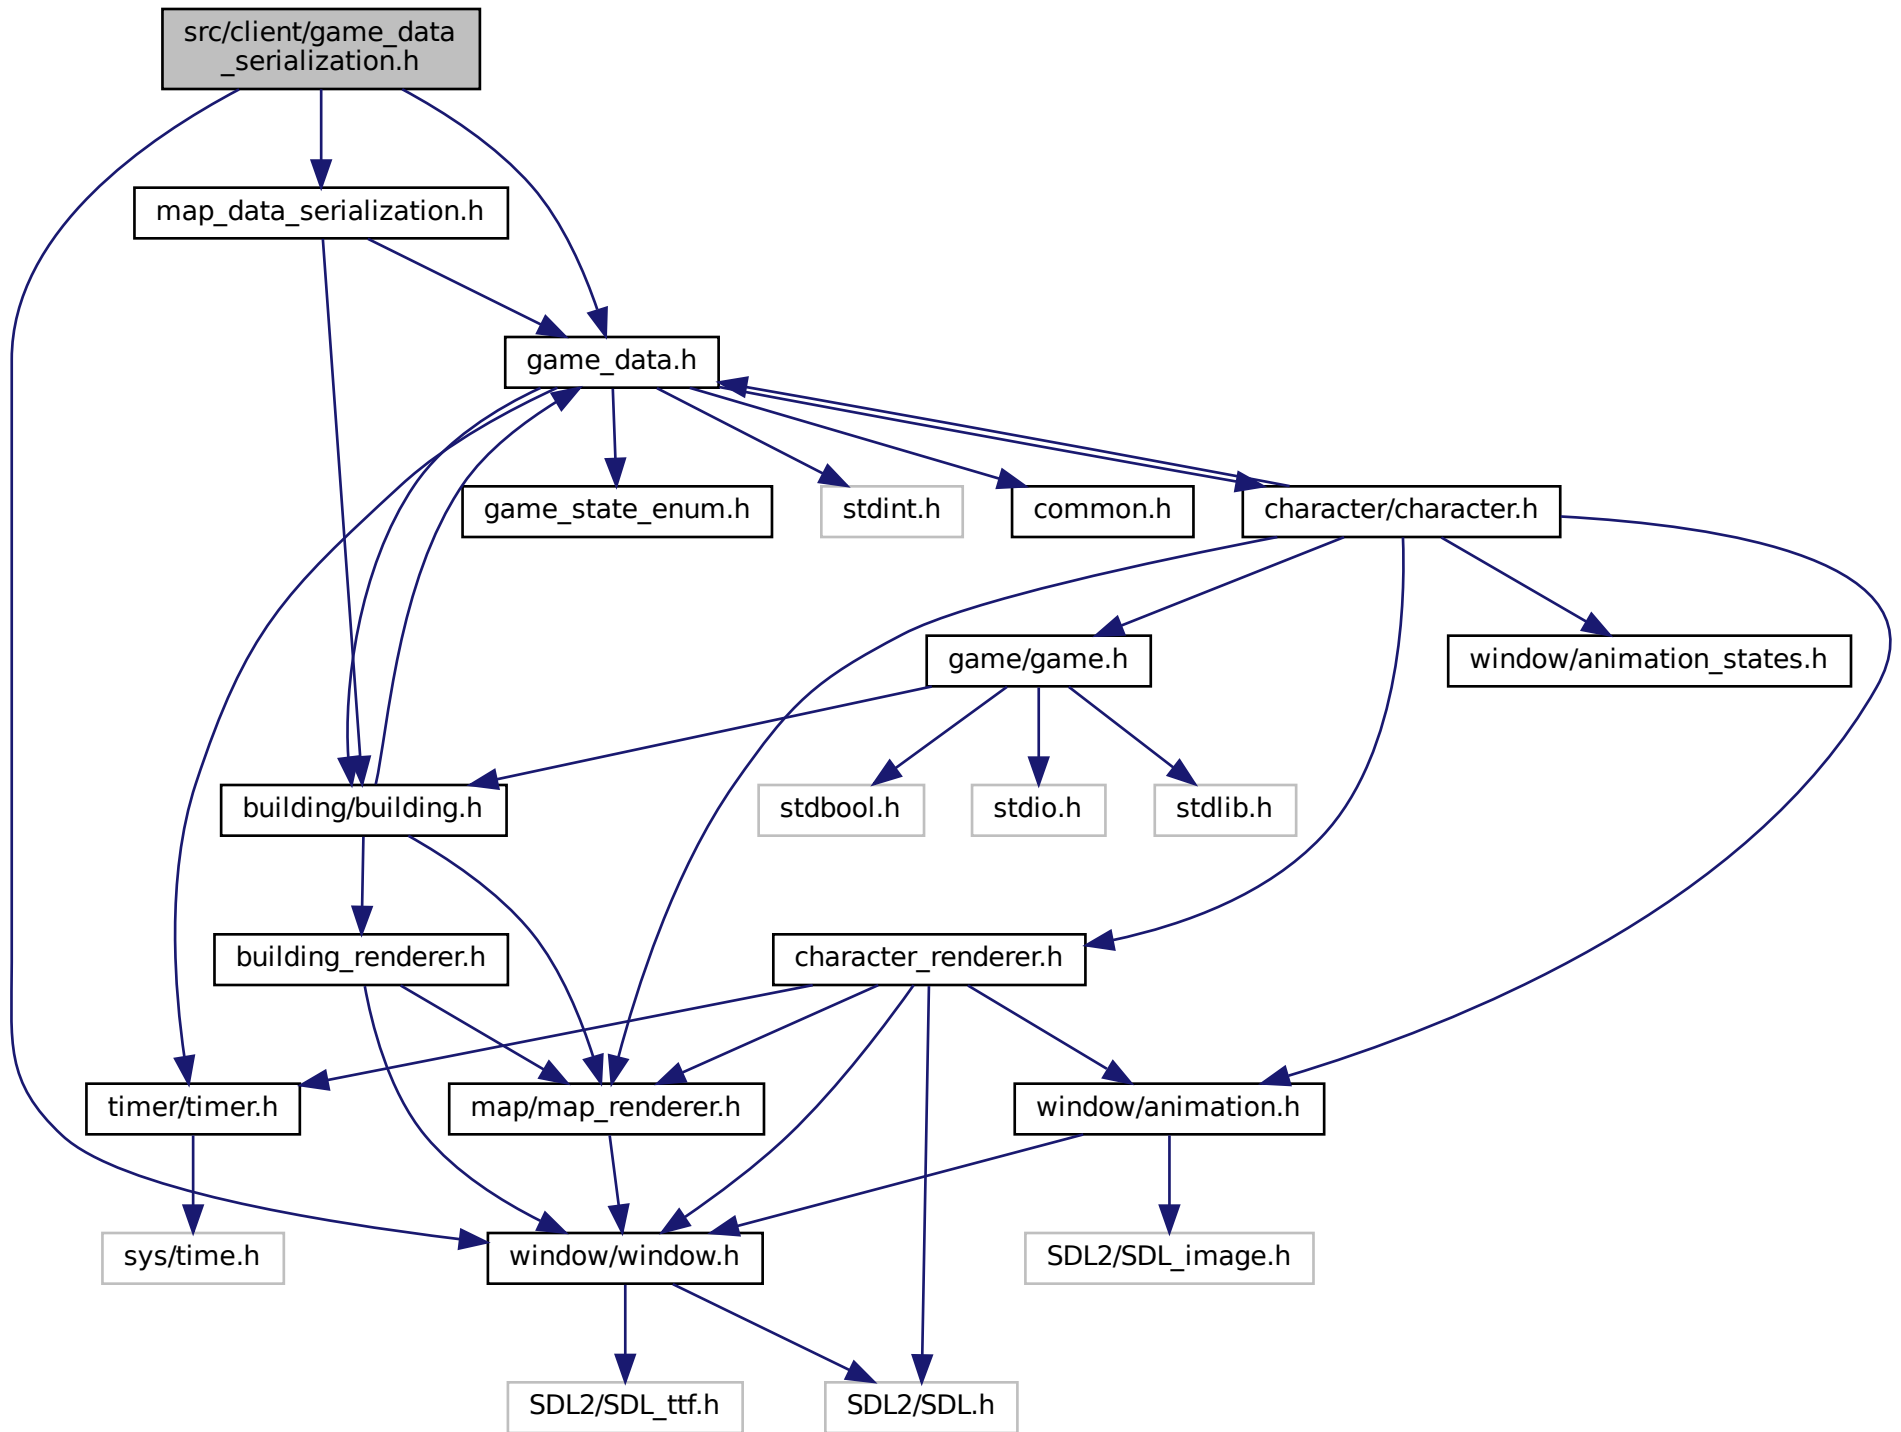 src/client/game_data
_serialization.h
map_data_serialization.h
game_data.h
game_state_enum.h
stdint.h
common.h
character/character.h
game/game.h
window/animation_states.h
building/building.h
stdbool.h
stdio.h
stdlib.h
building_renderer.h
character_renderer.h
timer/timer.h
map/map_renderer.h
window/animation.h
sys/time.h
window/window.h
SDL2/SDL_image.h
SDL2/SDL_ttf.h
SDL2/SDL.h